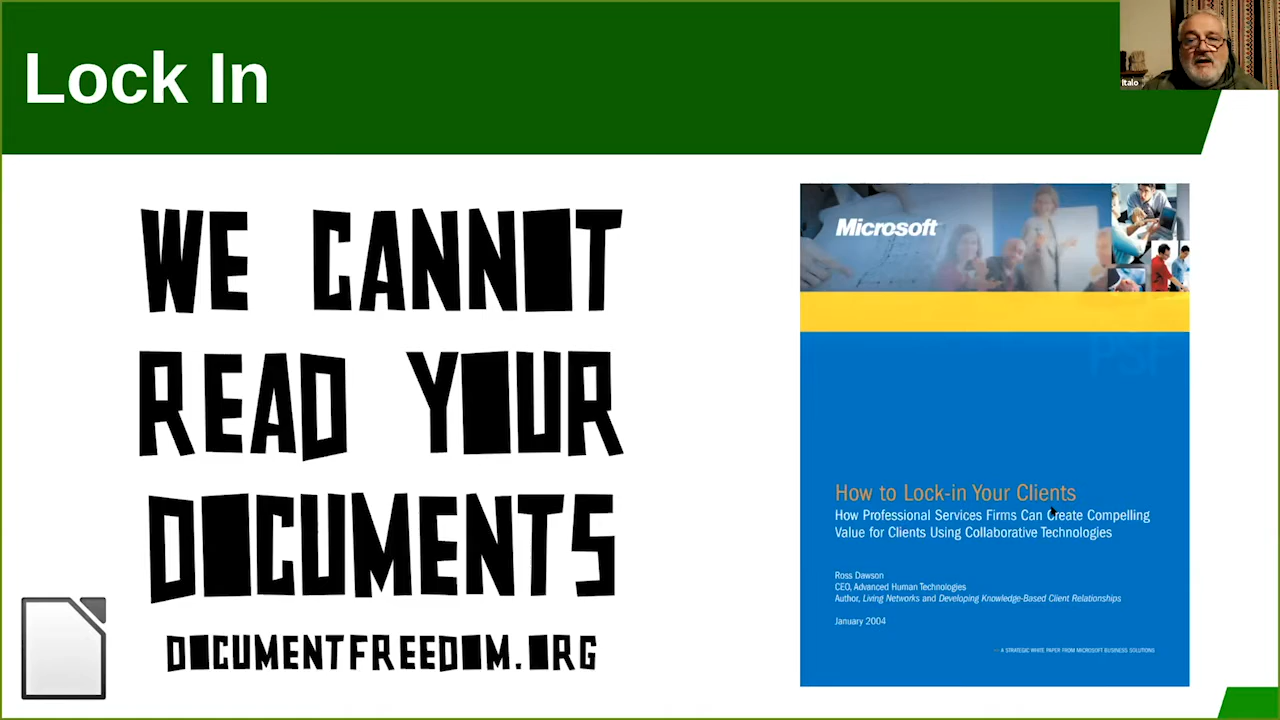 Lock In
Italo
WE CANNOT
READ YOUR
DOCUMENTS
DOCUMENTFREEDOM.ORG
Microsoft
PSF
How to Lock-in Your Clients
How Professional Services Firms Can Create Compelling
Value for Clients Using Collaborative Technologies
Ross Dawson
CEO, Advanced Human Technologies
Author, Living Networks and Developing Knowledge-Based Client Relationships
January 2004
A STRATEGIC WHITE PAPER FROM MICROSOFT BUSINESS SOLUTIONS